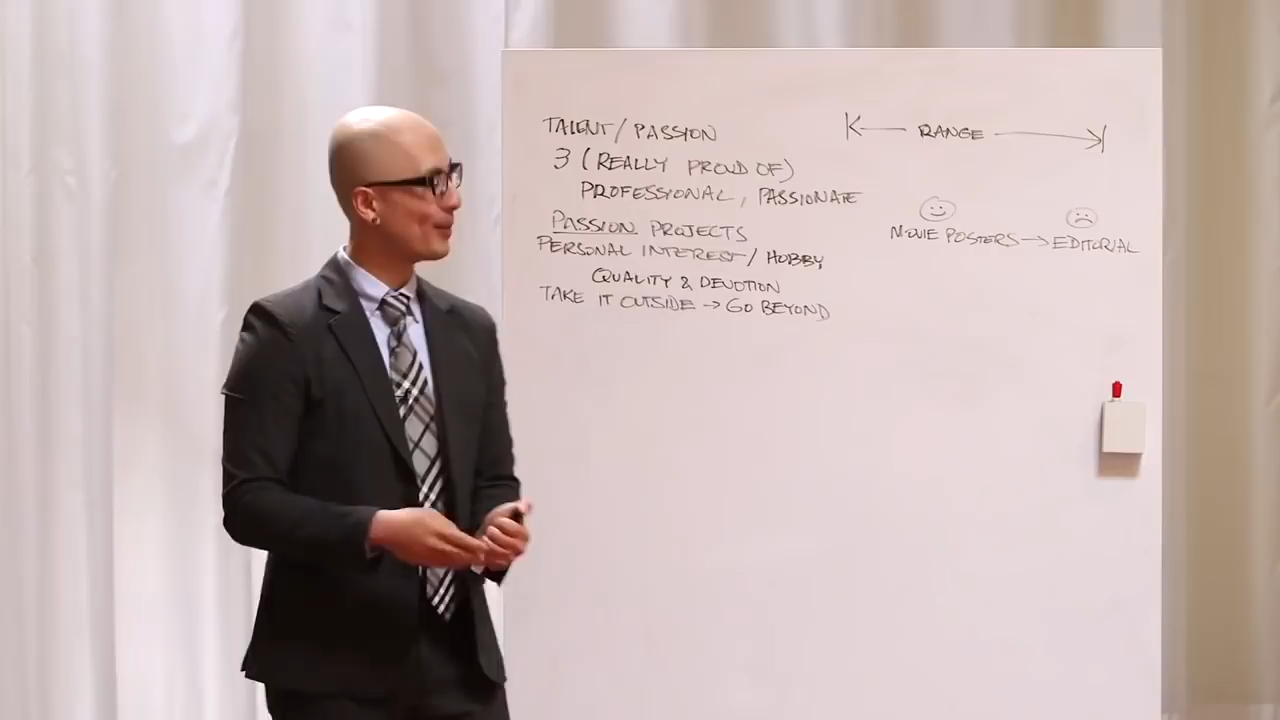 TALENT / PASSION
3 (REALLY PROUD OF)
PROFESSIONAL, PASSIONATE
PASSION PROJECTS
PERSONAL INTEREST / HOBBY
QUALITY & DEVOTION
TAKE IT OUTSIDE → GO BEYOND
RANGE
MOVIE POSTERS → EDITORIAL